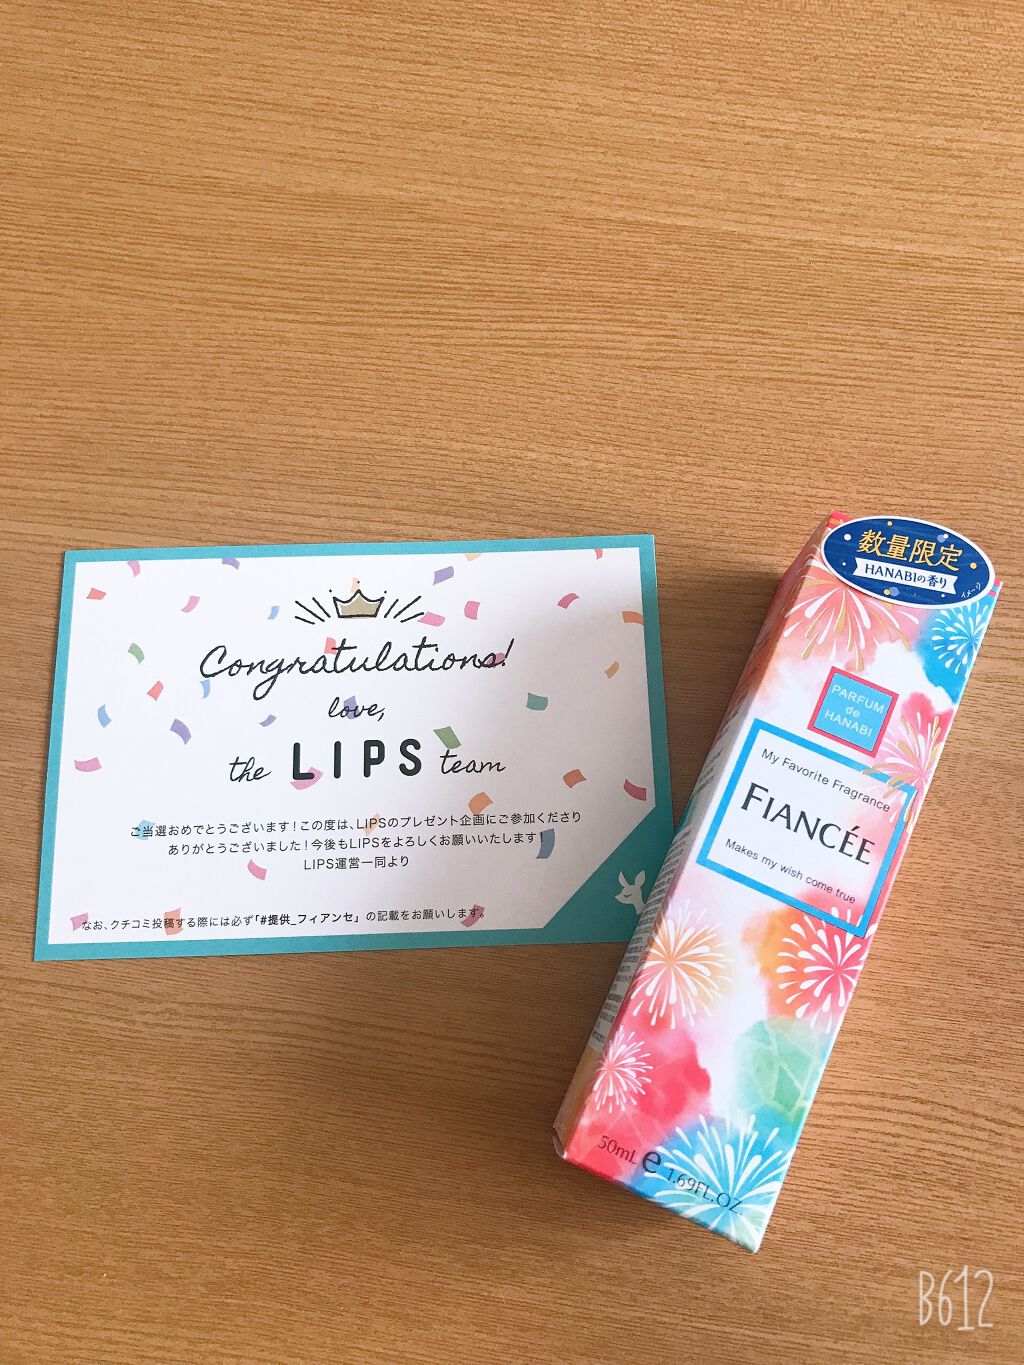 Congratulations!
love,
the LIPS team
ご当選おめでとうございます！この度は、LIPSのプレゼント企画にご参加くださり
ありがとうございました！今後もLIPSをよろしくお願いいたします！
LIPS運営一同より
なお、クチコミ投稿する際には必ず「#提供_フィアンセ」の記載をお願いします。
数量限定
HANABIの香り
イメージ
PARFUM
de
HANABI
My Favorite Fragrance
FIANCÉE
Makes my wish come true
50mL e 1.69FL.OZ.
B612